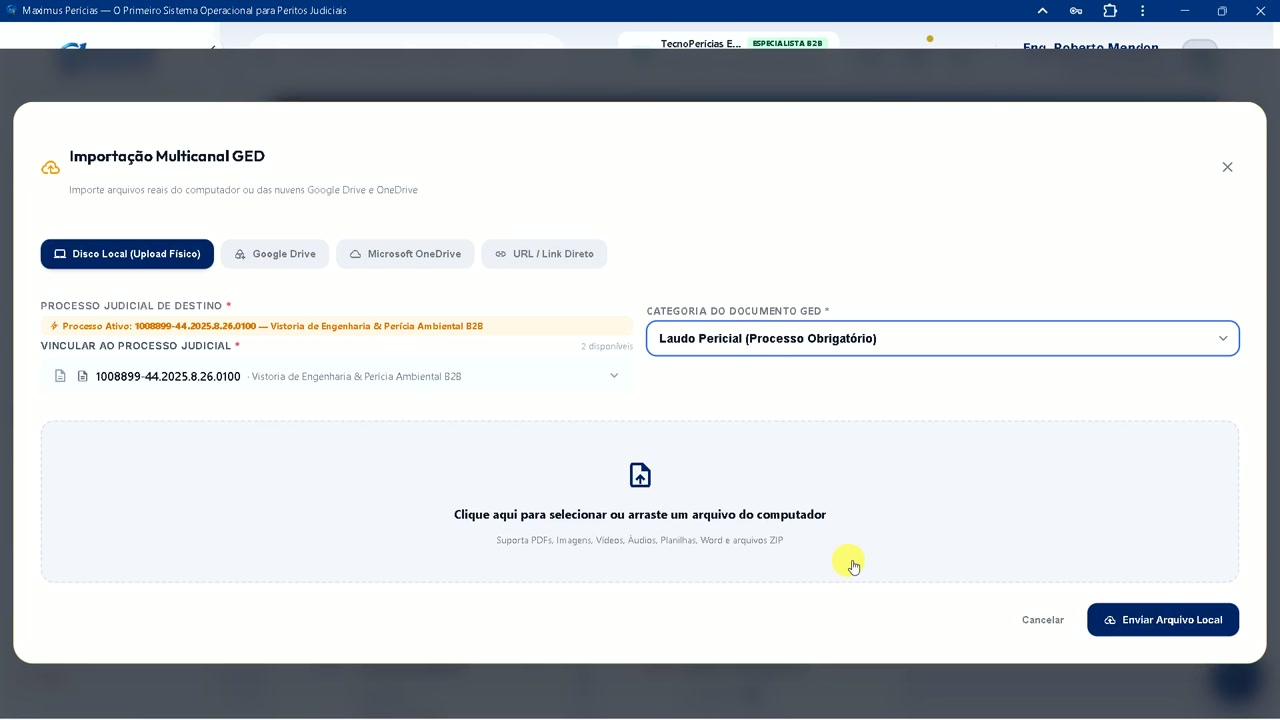 Maximus Perícias — O Primeiro Sistema Operacional para Peritos Judiciais
TecnoPerícias E... ESPECIALISTA B2B
Eng. Roberto Mendon
Importação Multicanal GED
Importe arquivos reais do computador ou das nuvens Google Drive e OneDrive
Disco Local (Upload Físico)
Google Drive
Microsoft OneDrive
URL / Link Direto
PROCESSO JUDICIAL DE DESTINO *
Processo Ativo: 1008899-44.2025.8.26.0100 — Vistoria de Engenharia & Perícia Ambiental B2B
VINCULAR AO PROCESSO JUDICIAL *
2 disponíveis
1008899-44.2025.8.26.0100 · Vistoria de Engenharia & Perícia Ambiental B2B
CATEGORIA DO DOCUMENTO GED *
Laudo Pericial (Processo Obrigatório)
Clique aqui para selecionar ou arraste um arquivo do computador
Suporta PDFs, Imagens, Vídeos, Áudios, Planilhas, Word e arquivos ZIP
Cancelar
Enviar Arquivo Local